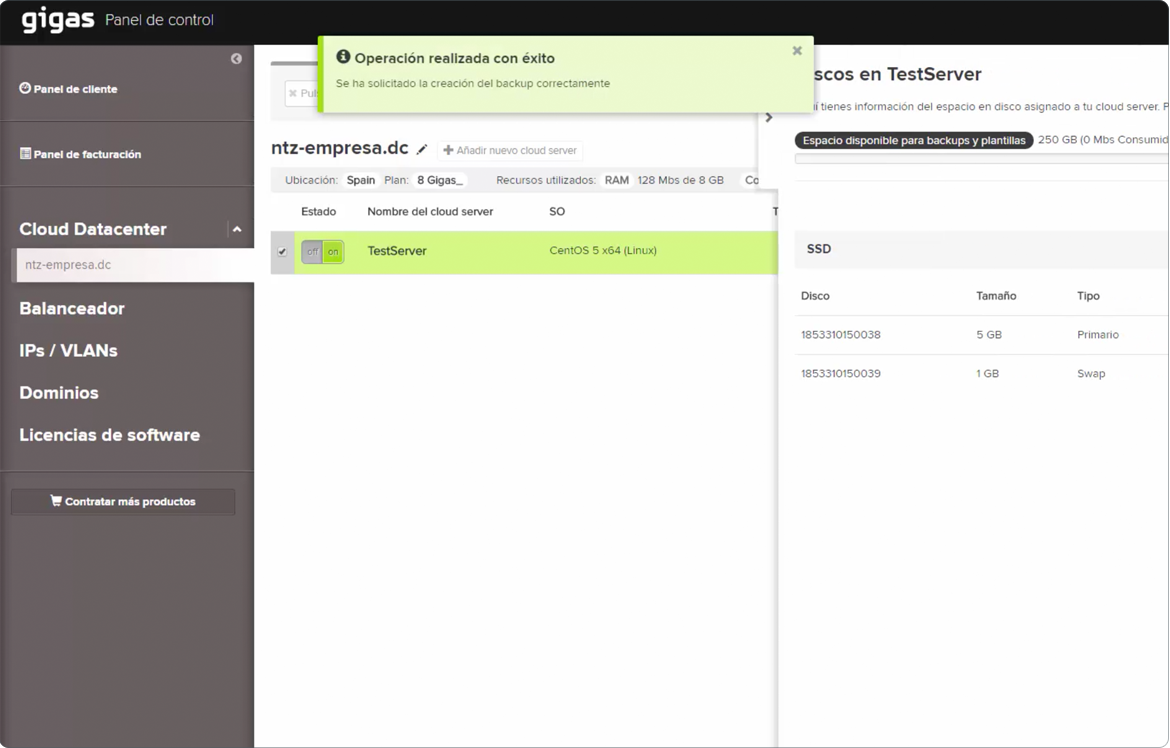 gigas Panel de control
Panel de cliente
Panel de facturación
Cloud Datacenter
ntz-empresa.dc
Balanceador
IPs / VLANs
Dominios
Licencias de software
Contratar más productos
Operación realizada con éxito
Se ha solicitado la creación del backup correctamente
ntz-empresa.dc
Añadir nuevo cloud server
Ubicación: Spain Plan: 8 Gigas_ Recursos utilizados: RAM 128 Mbs de 8 GB
Estado Nombre del cloud server SO
off on TestServer CentOS 5 x64 (Linux)
scos en TestServer
í tienes información del espacio en disco asignado a tu cloud server. P
Espacio disponible para backups y plantillas 250 GB (0 Mbs Consumid
SSD
Disco Tamaño Tipo
1853310150038 5 GB Primario
1853310150039 1 GB Swap